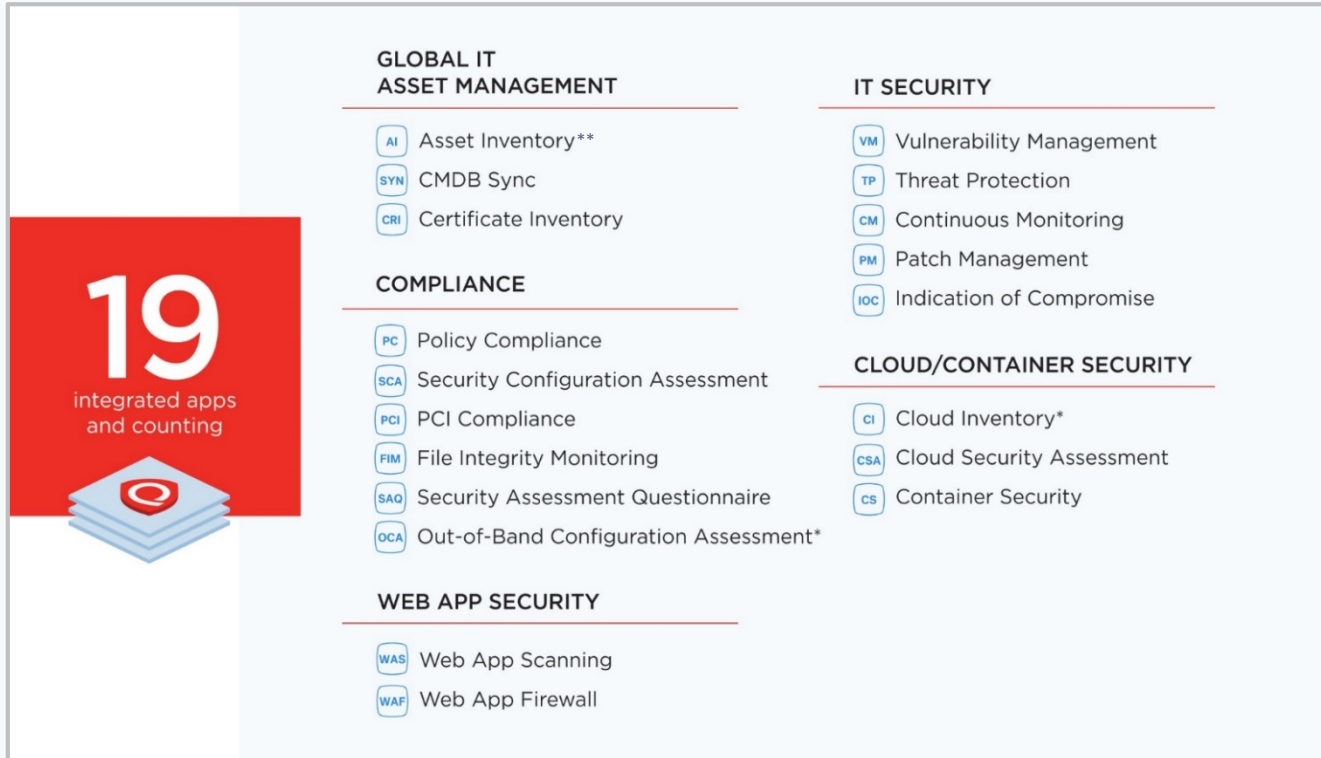 19
integrated apps
and counting
GLOBAL IT
ASSET MANAGEMENT
AI Asset Inventory**
SYN CMDB Sync
CRI Certificate Inventory
COMPLIANCE
PC Policy Compliance
SCA Security Configuration Assessment
PCI PCI Compliance
FIM File Integrity Monitoring
SAQ Security Assessment Questionnaire
OCA Out-of-Band Configuration Assessment*
WEB APP SECURITY
WAS Web App Scanning
WAF Web App Firewall
IT SECURITY
VM Vulnerability Management
TP Threat Protection
CM Continuous Monitoring
PM Patch Management
IOC Indication of Compromise
CLOUD/CONTAINER SECURITY
CI Cloud Inventory*
CSA Cloud Security Assessment
CS Container Security